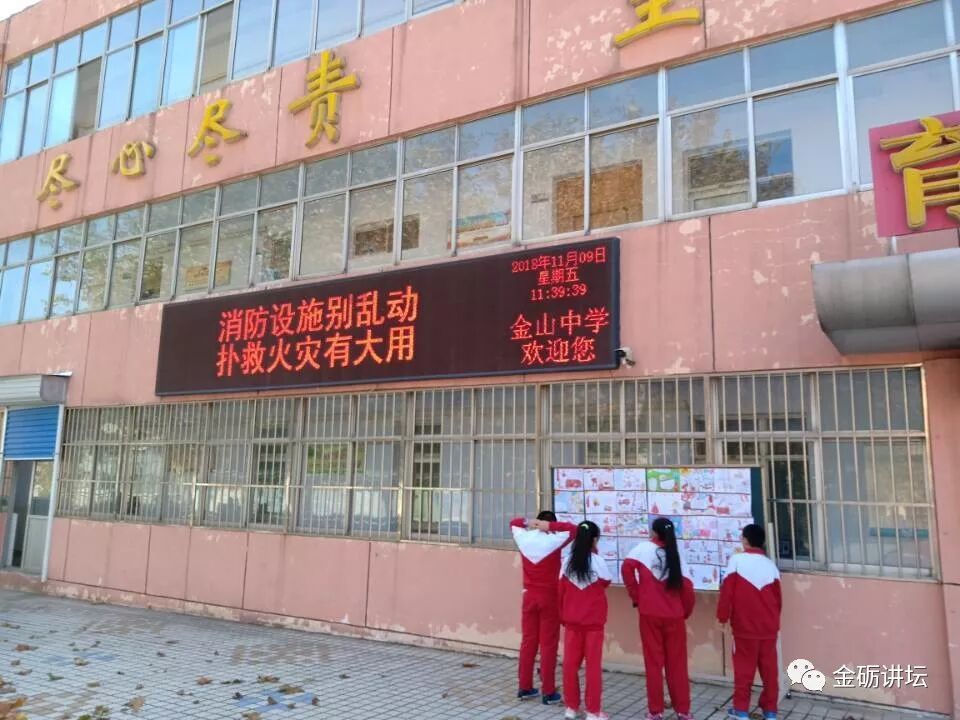 尽心尽责
育
消防设施别乱动
扑救火灾有大用
2018年11月09日
星期五
11:39:39
金山中学
欢迎您
金砺讲坛